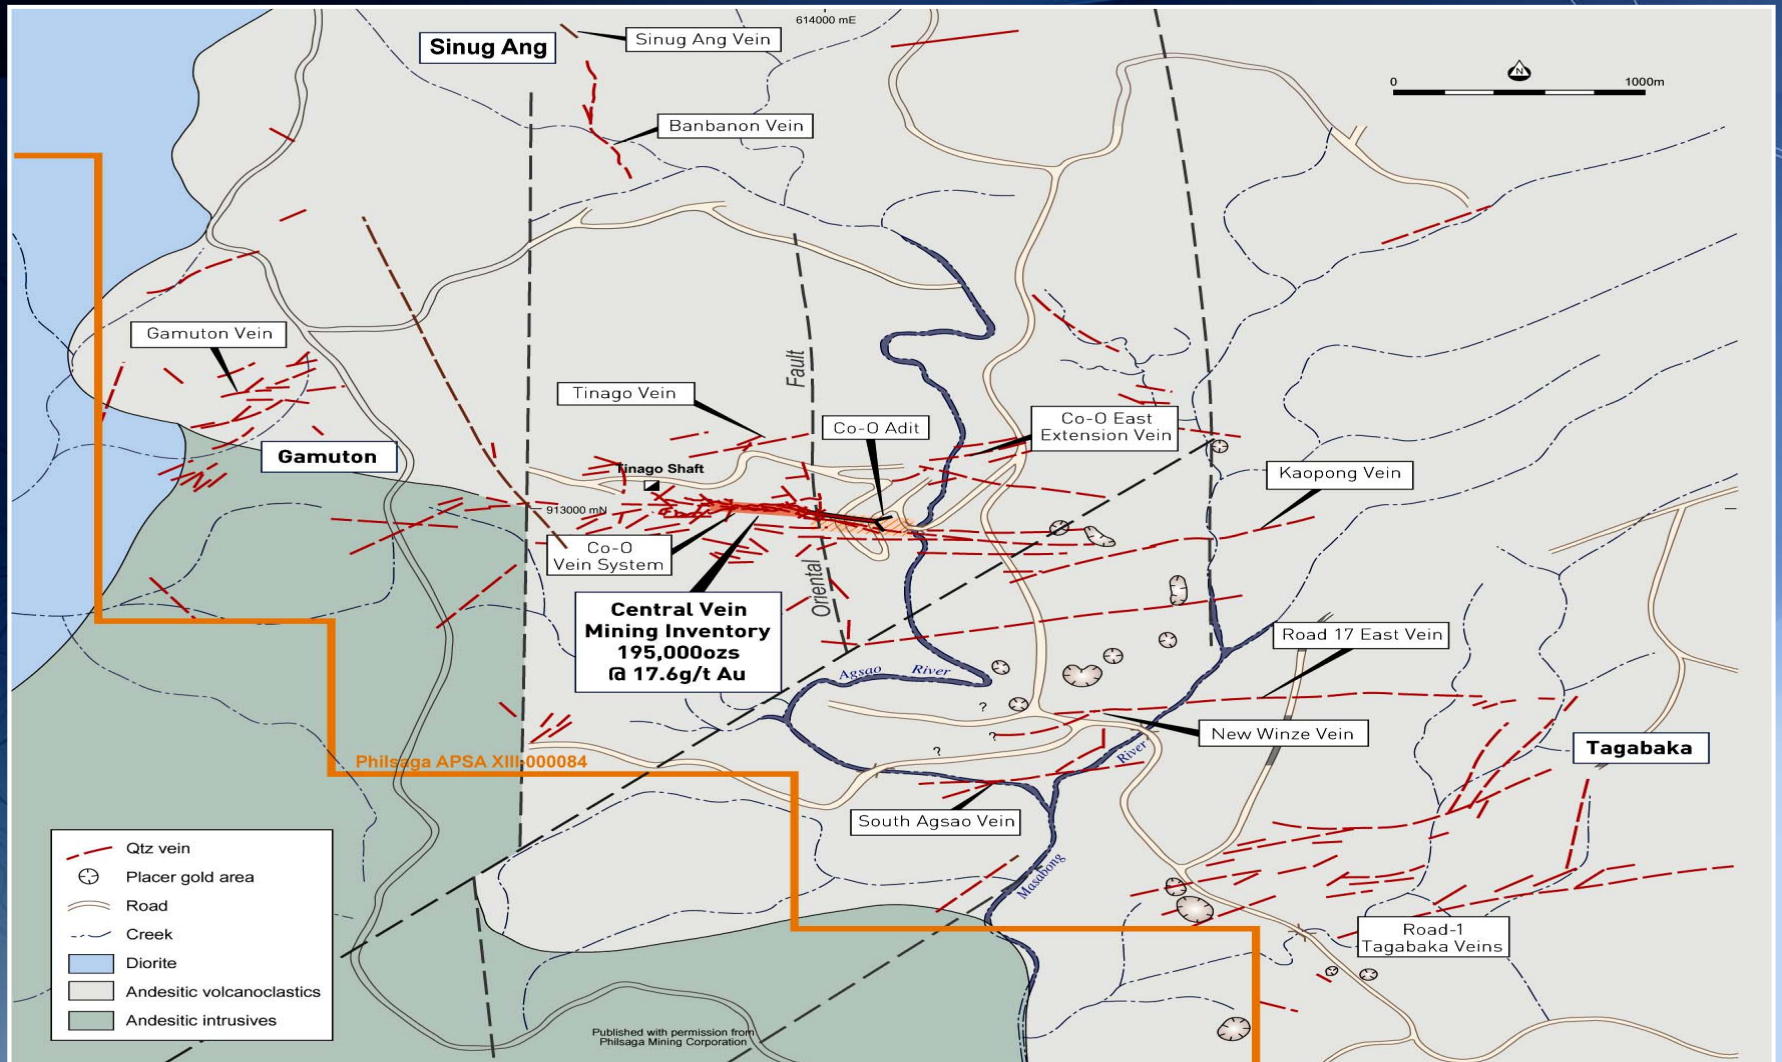 614000 mE
Sinug Ang
Sinug Ang Vein
N
0
1000m
Banbanon Vein
Gamuton Vein
Fault
Tinago Vein
Co-O Adit
Co-O East
Extension Vein
Gamuton
Tinago Shaft
Kaopong Vein
913000 mN
Co-O
Vein System
Oriental
Central Vein
Mining Inventory
195,000ozs
@ 17.6g/t Au
Road 17 East Vein
Agsao River
?
?
?
New Winze Vein
River
Tagabaka
Philsaga APSA XIII-000084
South Agsao Vein
Masabong
Qtz vein
Placer gold area
Road
Creek
Diorite
Andesitic volcanoclastics
Andesitic intrusives
Road-1
Tagabaka Veins
Published with permission from
Philsaga Mining Corporation